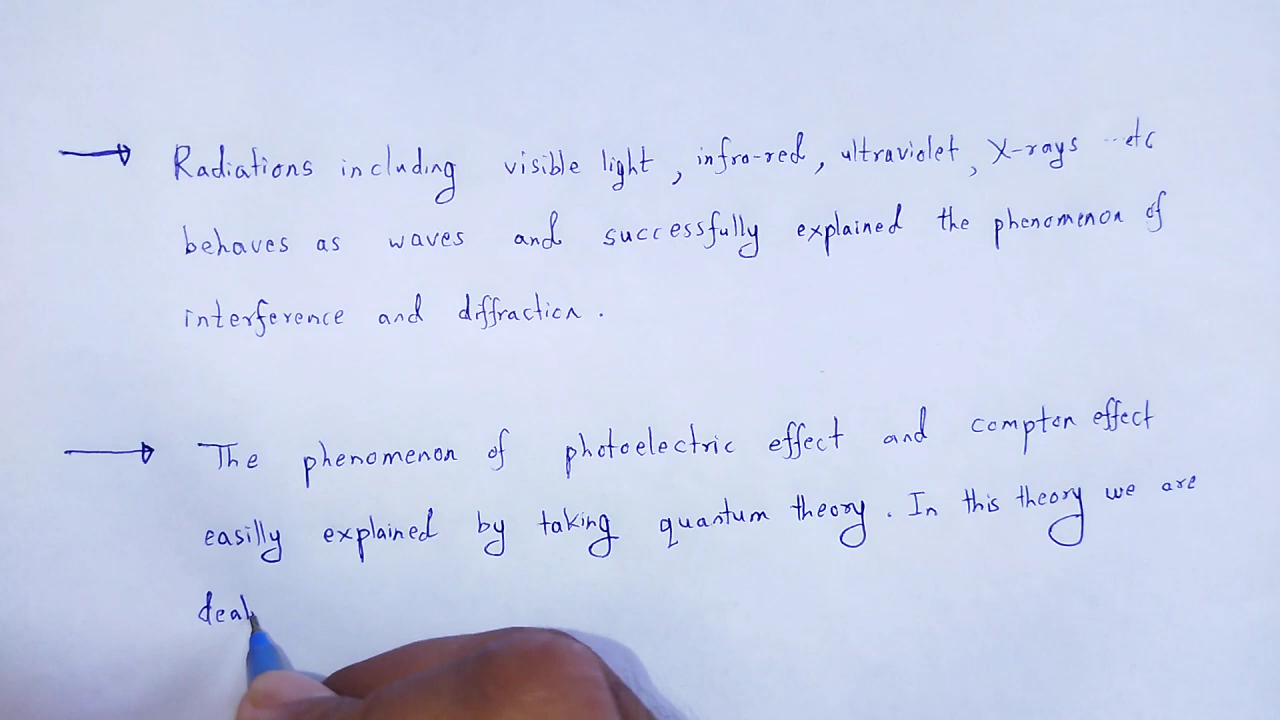 Radiations including visible light, infra-red, ultraviolet, X-rays ...etc
behaves as waves and successfully explained the phenomenon of
interference and diffraction.
The phenomenon of photoelectric effect and compton effect
easilly explained by taking quantum theory. In this theory we are
deal